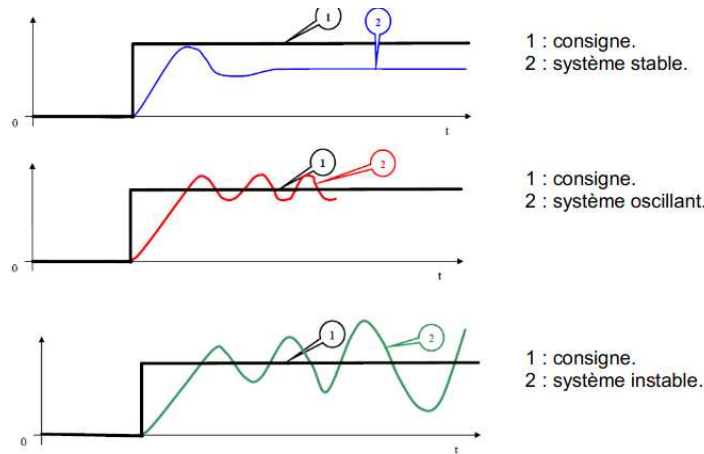 1
2
0
t
1 : consigne.
2 : système stable.
1
2
0
t
1 : consigne.
2 : système oscillant.
1
2
0
t
1 : consigne.
2 : système instable.